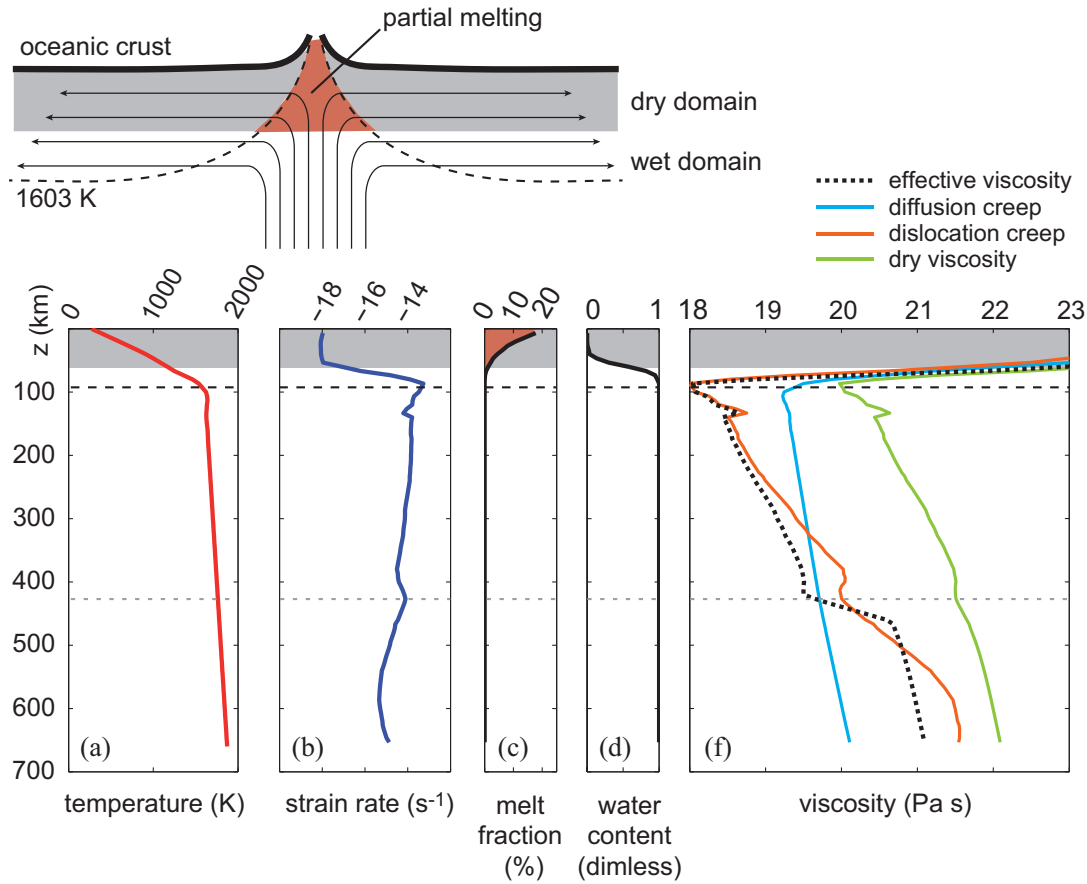 partial melting
oceanic crust
dry domain
wet domain
1603 K
effective viscosity
diffusion creep
dislocation creep
dry viscosity
0 1000 2000
−18 −16 −14
0 10 20
0 1
18 19 20 21 22 23
z (km)
100
200
300
400
500
600
700
(a) (b) (c) (d) (f)
temperature (K)
strain rate (s-1)
melt
fraction
(%)
water
content
(dimless)
viscosity (Pa s)